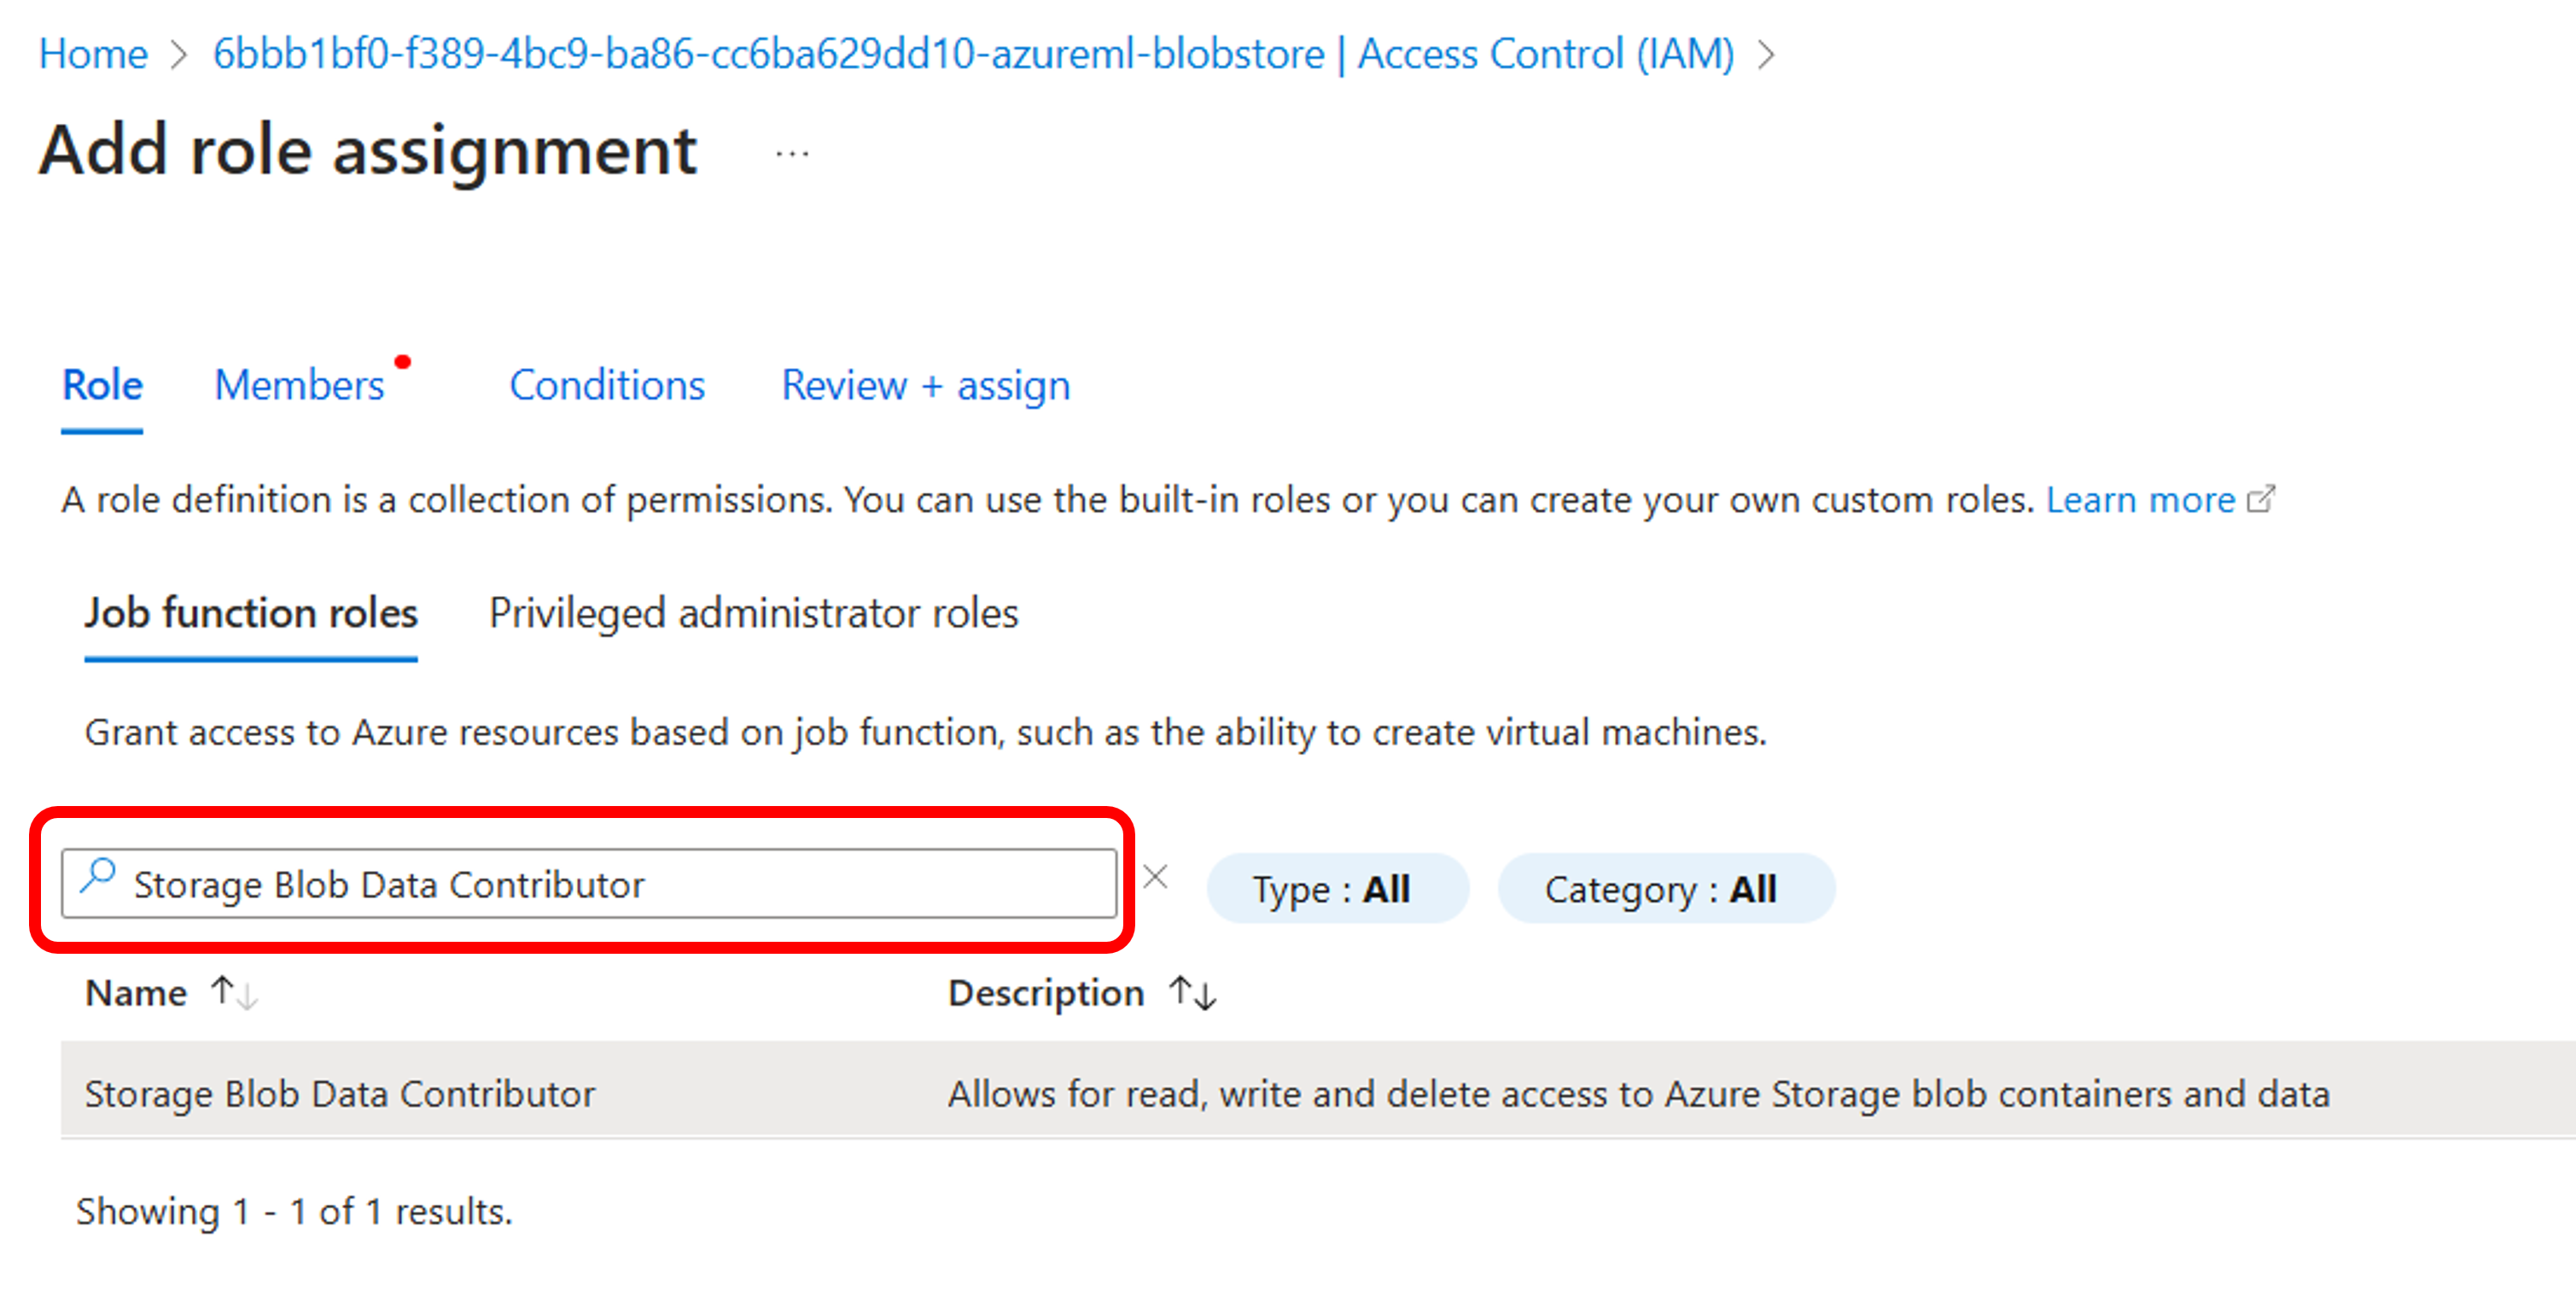 Home > 6bbb1bf0-f389-4bc9-ba86-cc6ba629dd10-azureml-blobstore | Access Control (IAM) >
Add role assignment ...
Role Members Conditions Review + assign
A role definition is a collection of permissions. You can use the built-in roles or you can create your own custom roles. Learn more
Job function roles Privileged administrator roles
Grant access to Azure resources based on job function, such as the ability to create virtual machines.
Storage Blob Data Contributor Type : All Category : All
Name ↑↓ Description ↑↓
Storage Blob Data Contributor Allows for read, write and delete access to Azure Storage blob containers and data
Showing 1 - 1 of 1 results.